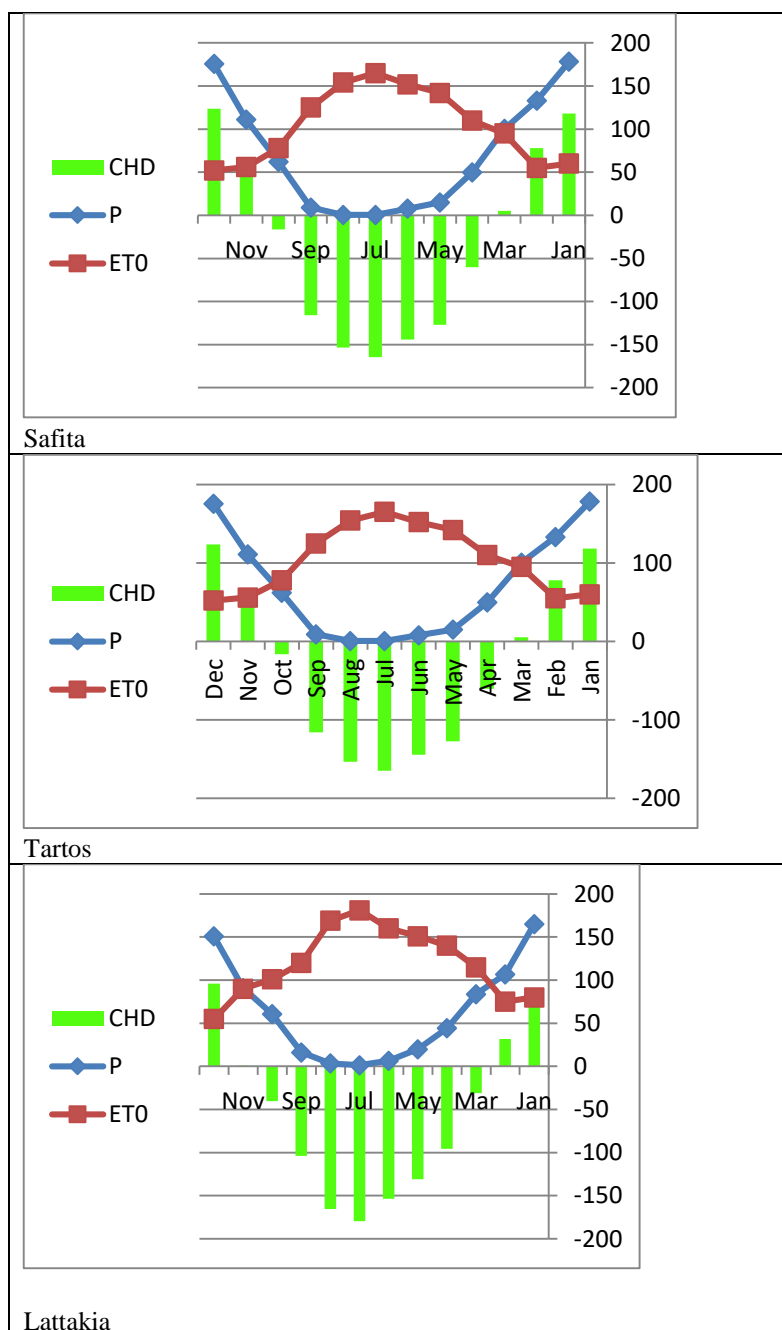 200
150
100
50
0
-50
-100
-150
-200
CHD
P
ET0
Nov Sep Jul May Mar Jan
Safita
200
100
0
-100
-200
CHD
P
ET0
Dec Nov Oct Sep Aug Jul Jun May Apr Mar Feb Jan
Tartos
200
150
100
50
0
-50
-100
-150
-200
CHD
P
ET0
Nov Sep Jul May Mar Jan
Lattakia